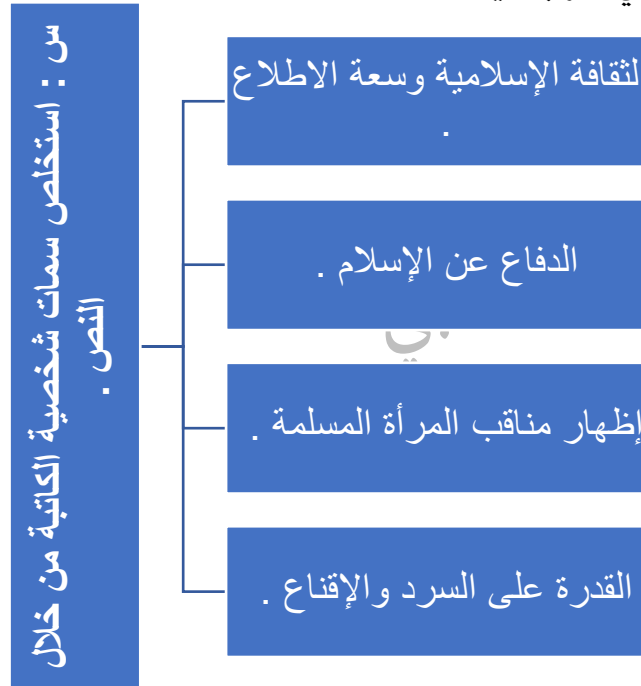 س : استخلص سمات شخصية الكاتبة من خلال
النص .
لثقافة الإسلامية وسعة الاطلاع
.
الدفاع عن الإسلام .
إظهار مناقب المرأة المسلمة .
القدرة على السرد والإقناع .